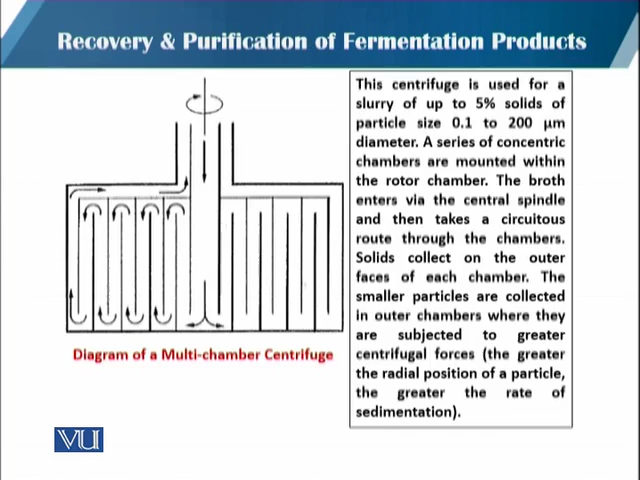 Recovery & Purification of Fermentation Products
This centrifuge is used for a
slurry of up to 5% solids of
particle size 0.1 to 200 µm
diameter. A series of concentric
chambers are mounted within
the rotor chamber. The broth
enters via the central spindle
and then takes a circuitous
route through the chambers.
Solids collect on the outer
faces of each chamber. The
smaller particles are collected
in outer chambers where they
are subjected to greater
centrifugal forces (the greater
the radial position of a particle,
the greater the rate of
sedimentation).
Diagram of a Multi-chamber Centrifuge
VU